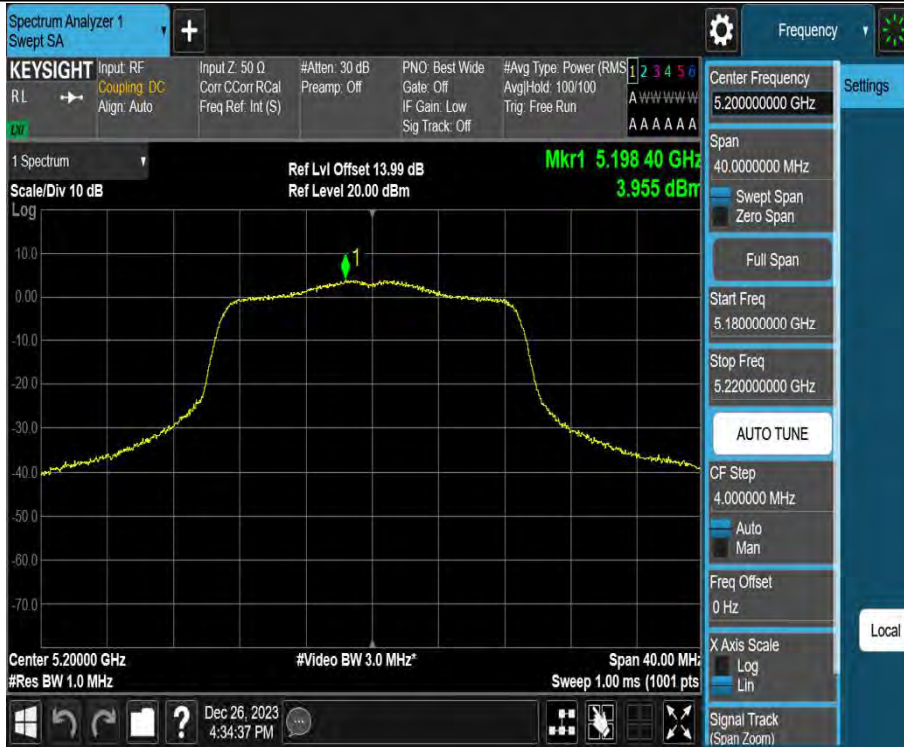 Spectrum Analyzer 1
Swept SA
+
Frequency
KEYSIGHT
RL
LXI
Input: RF
Coupling: DC
Align: Auto
Input Z: 50 Ω
Corr CCorr RCal
Freq Ref: Int (S)
#Atten: 30 dB
Preamp: Off
PNO: Best Wide
Gate: Off
IF Gain: Low
Sig Track: Off
#Avg Type: Power (RMS
Avg|Hold: 100/100
Trig: Free Run
1 2 3 4 5 6
A W W W W W
A A A A A A
1 Spectrum
Scale/Div 10 dB
Log
Ref Lvl Offset 13.99 dB
Ref Level 20.00 dBm
Mkr1 5.198 40 GHz
3.955 dBm
1
10.0
0.00
-10.0
-20.0
-30.0
-40.0
-50.0
-60.0
-70.0
Center 5.20000 GHz
#Res BW 1.0 MHz
#Video BW 3.0 MHz*
Span 40.00 MHz
Sweep 1.00 ms (1001 pts
Dec 26, 2023
4:34:37 PM
?
Center Frequency
5.200000000 GHz
Settings
Span
40.0000000 MHz
Swept Span
Zero Span
Full Span
Start Freq
5.180000000 GHz
Stop Freq
5.220000000 GHz
AUTO TUNE
CF Step
4.000000 MHz
Auto
Man
Freq Offset
0 Hz
X Axis Scale
Log
Lin
Local
Signal Track
(Span Zoom)